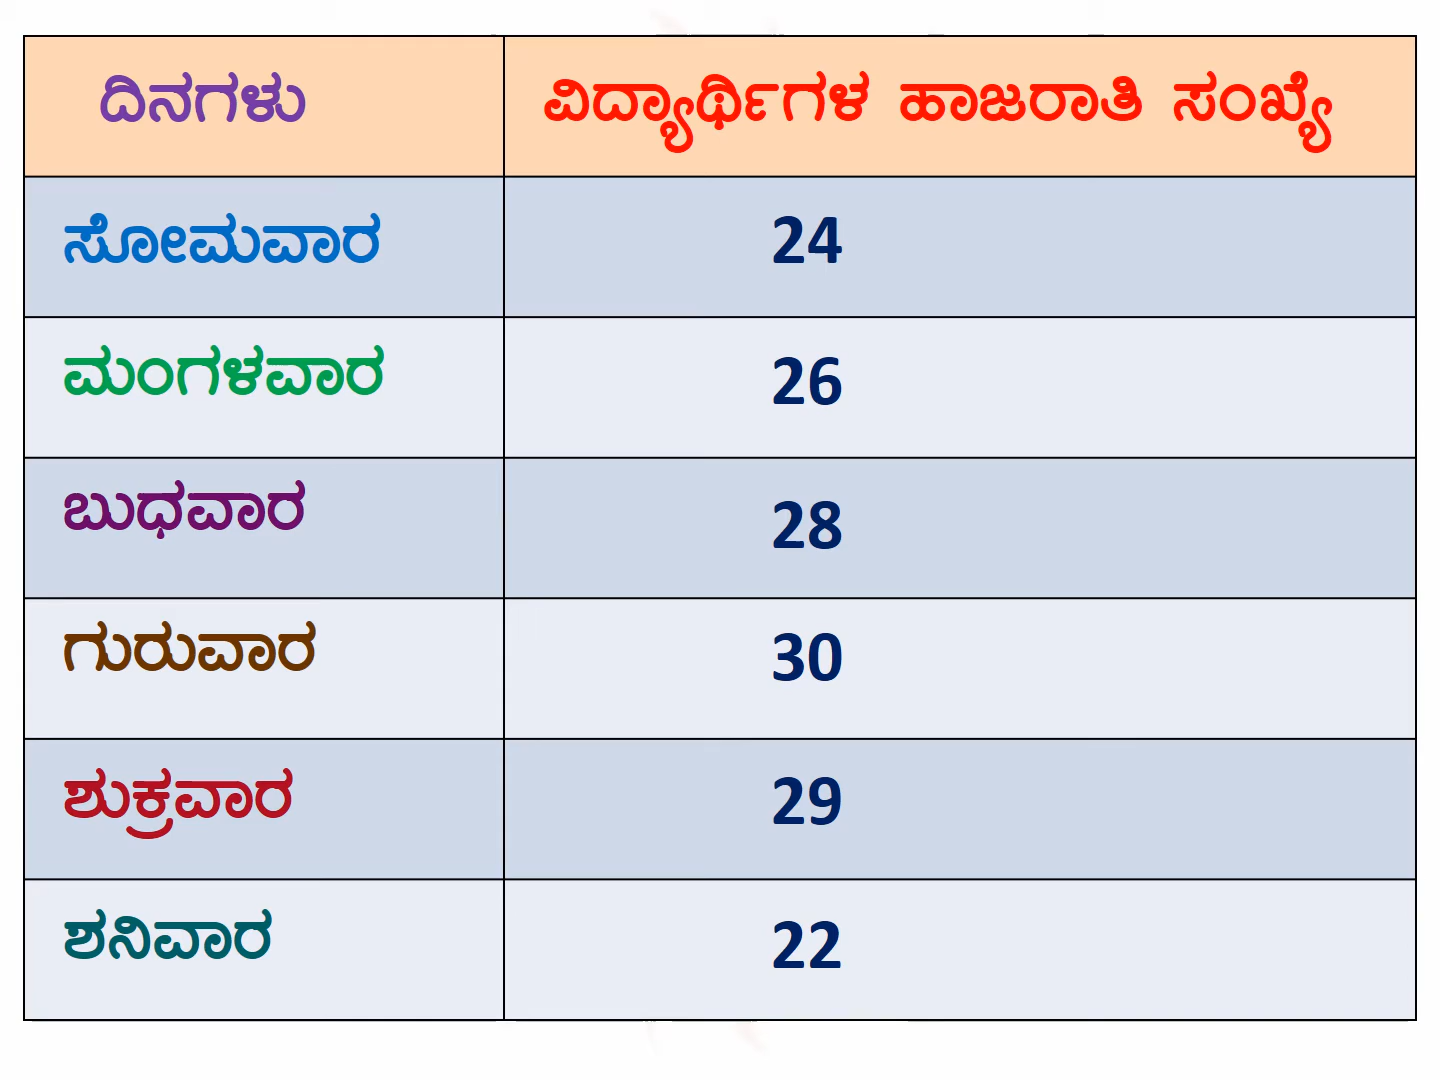 ದಿನಗಳು ವಿದ್ಯಾರ್ಥಿಗಳ ಹಾಜರಾತಿ ಸಂಖ್ಯೆ
ಸೋಮವಾರ 24
ಮಂಗಳವಾರ 26
ಬುಧವಾರ 28
ಗುರುವಾರ 30
ಶುಕ್ರವಾರ 29
ಶನಿವಾರ 22